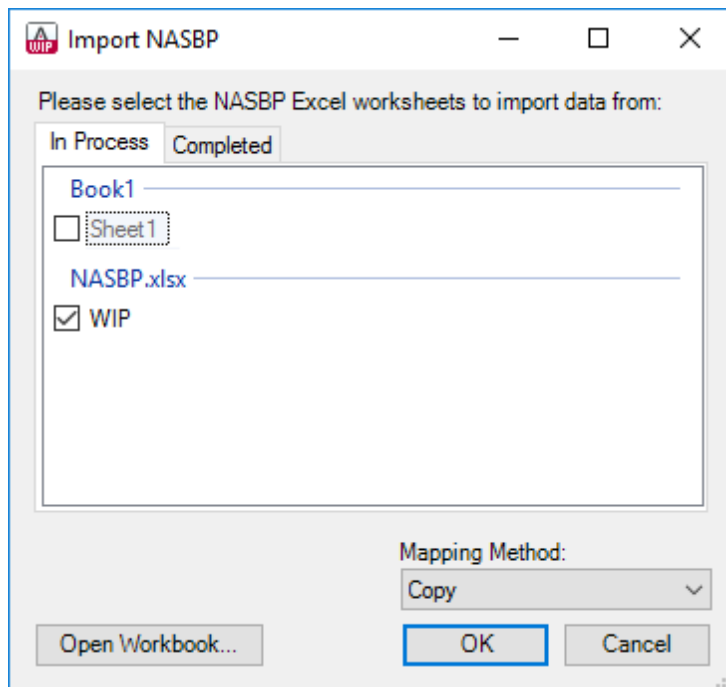 A
WIP
Import NASBP
Please select the NASBP Excel worksheets to import data from:
In Process
Completed
Book1
Sheet1
NASBP.xlsx
WIP
Mapping Method:
Copy
Open Workbook...
OK
Cancel